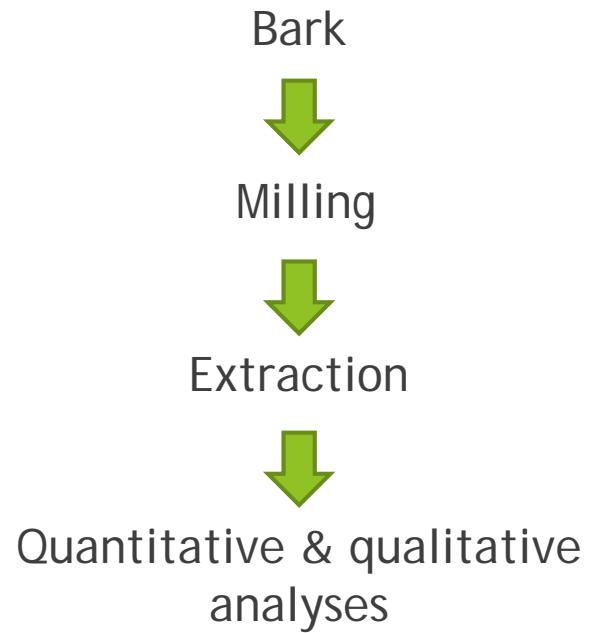 Bark
Milling
Extraction
Quantitative & qualitative
analyses